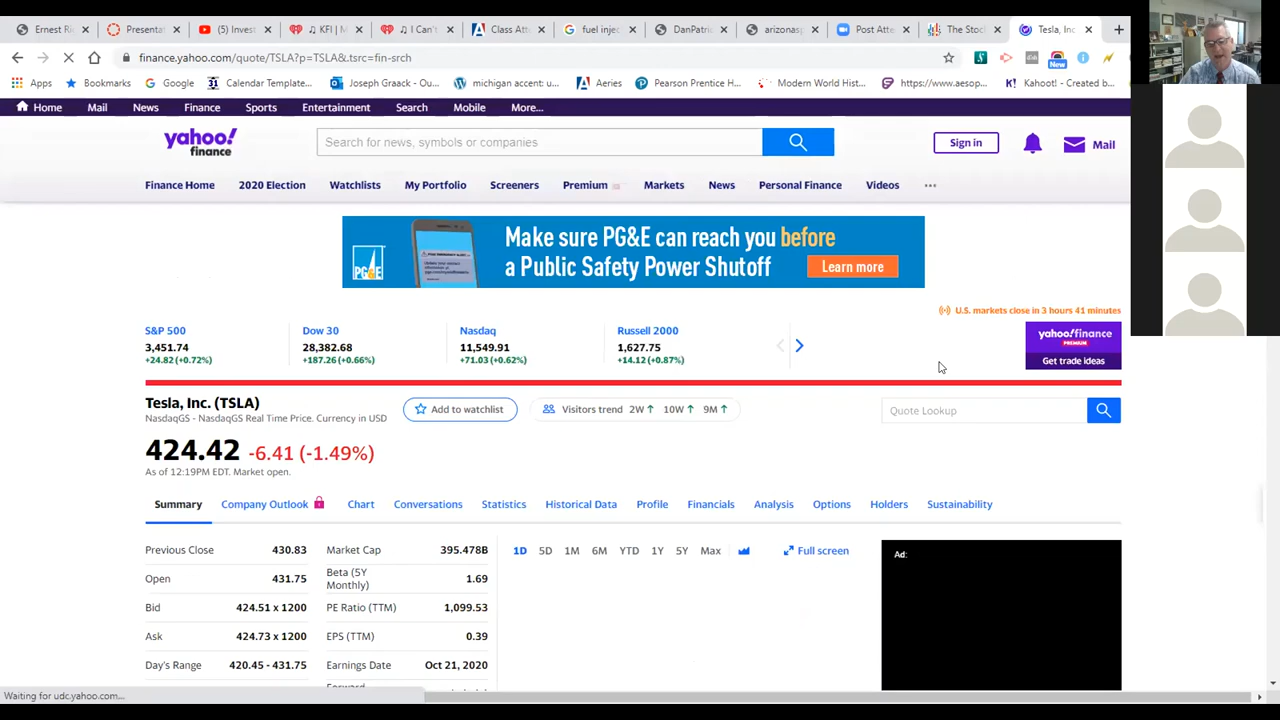 Ernest Ri
Presentat
(5) Invest
♫ KFI | M
♫ I Can't
Class Att
fuel injec
DanPatric
arizonasp
Post Atte
The Stoc
Tesla, Inc
finance.yahoo.com/quote/TSLA?p=TSLA&.tsrc=fin-srch
New
Apps
Bookmarks
Google
Calendar Template...
Joseph Graack - Ou...
michigan accent: u...
Aeries
Pearson Prentice H...
Modern World Hist...
https://www.aesop...
Kahoot! - Created b...
Home
Mail
News
Finance
Sports
Entertainment
Search
Mobile
More...
yahoo!
finance
Search for news, symbols or companies
Sign in
Mail
Finance Home
2020 Election
Watchlists
My Portfolio
Screeners
Premium
Markets
News
Personal Finance
Videos
PG&E
Make sure PG&E can reach you before
a Public Safety Power Shutoff
Learn more
U.S. markets close in 3 hours 41 minutes
S&P 500
3,451.74
+24.82 (+0.72%)
Dow 30
28,382.68
+187.26 (+0.66%)
Nasdaq
11,549.91
+71.03 (+0.62%)
Russell 2000
1,627.75
+14.12 (+0.87%)
yahoo!finance
PREMIUM
Get trade ideas
Tesla, Inc. (TSLA)
NasdaqGS - NasdaqGS Real Time Price. Currency in USD
Add to watchlist
Visitors trend 2W↑ 10W↑ 9M↑
Quote Lookup
424.42 -6.41 (-1.49%)
As of 12:19PM EDT. Market open.
Summary
Company Outlook
Chart
Conversations
Statistics
Historical Data
Profile
Financials
Analysis
Options
Holders
Sustainability
Previous Close 430.83
Open 431.75
Bid 424.51 x 1200
Ask 424.73 x 1200
Day's Range 420.45 - 431.75
Market Cap 395.478B
Beta (5Y
Monthly) 1.69
PE Ratio (TTM) 1,099.53
EPS (TTM) 0.39
Earnings Date Oct 21, 2020
Forward
1D 5D 1M 6M YTD 1Y 5Y Max
Full screen
Ad:
Waiting for udc.yahoo.com...